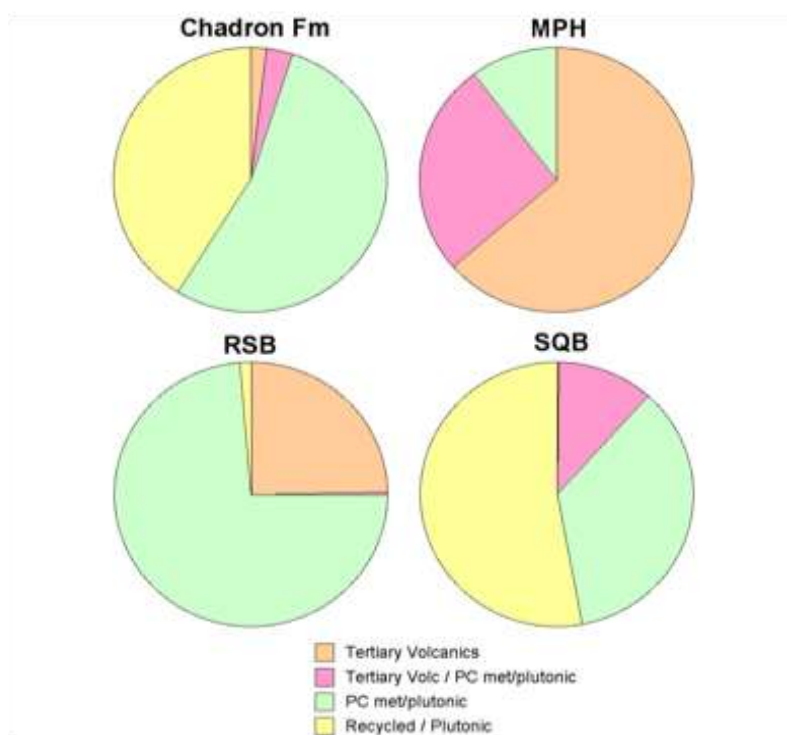 Chadron Fm
MPH
RSB
SQB
Tertiary Volcanics
Tertiary Volc / PC met/plutonic
PC met/plutonic
Recycled / Plutonic